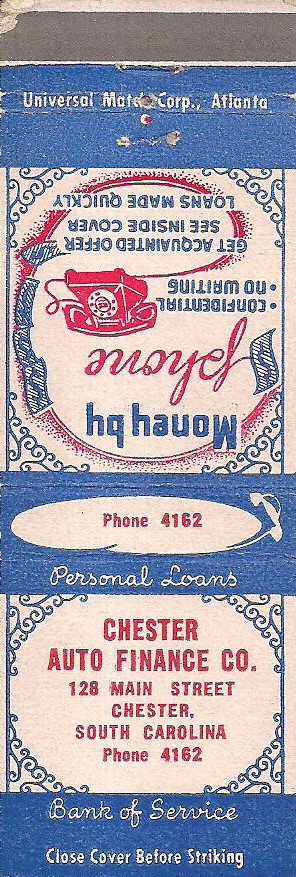 Universal Match Corp., Atlanta
Money by
phone
• CONFIDENTIAL
• NO WAITING
GET ACQUAINTED OFFER
SEE INSIDE COVER
LOANS MADE QUICKLY
Phone 4162
Personal Loans
CHESTER
AUTO FINANCE CO.
128 MAIN STREET
CHESTER,
SOUTH CAROLINA
Phone 4162
Bank of Service
Close Cover Before Striking